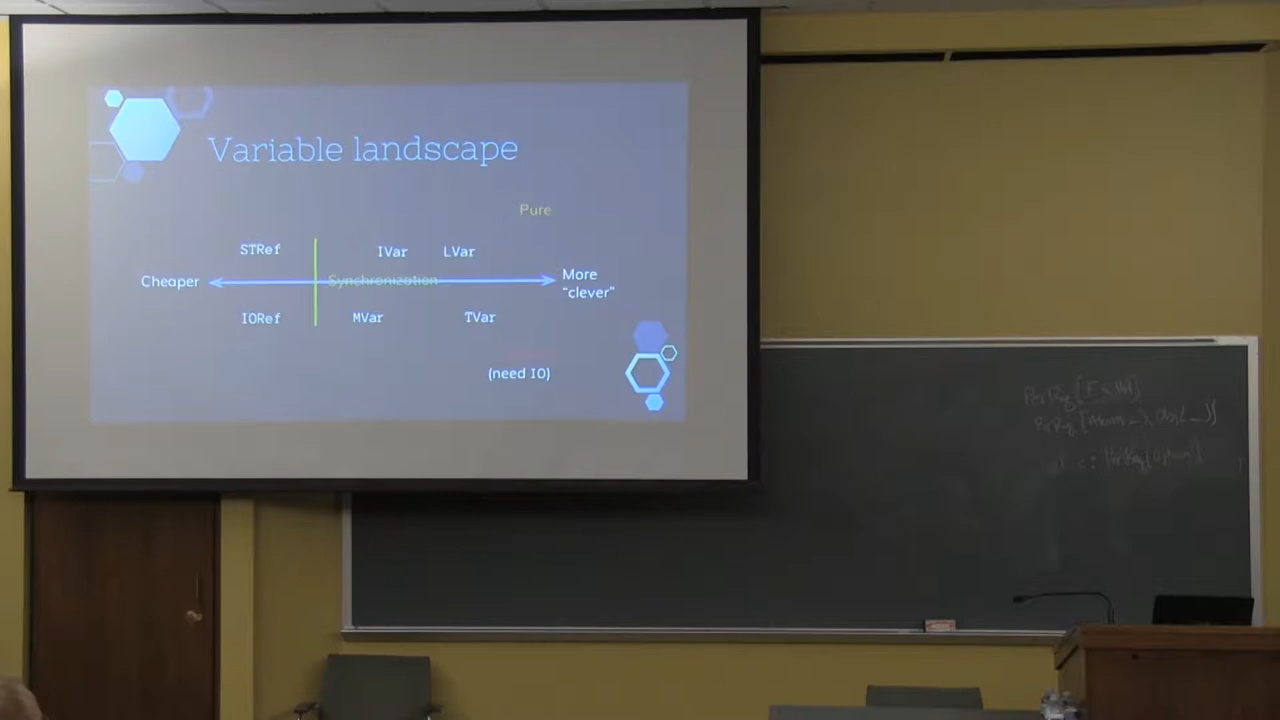 Variable landscape
Pure
STRef IVar LVar
Cheaper Synchronization More
"clever"
IORef MVar TVar
(need IO)